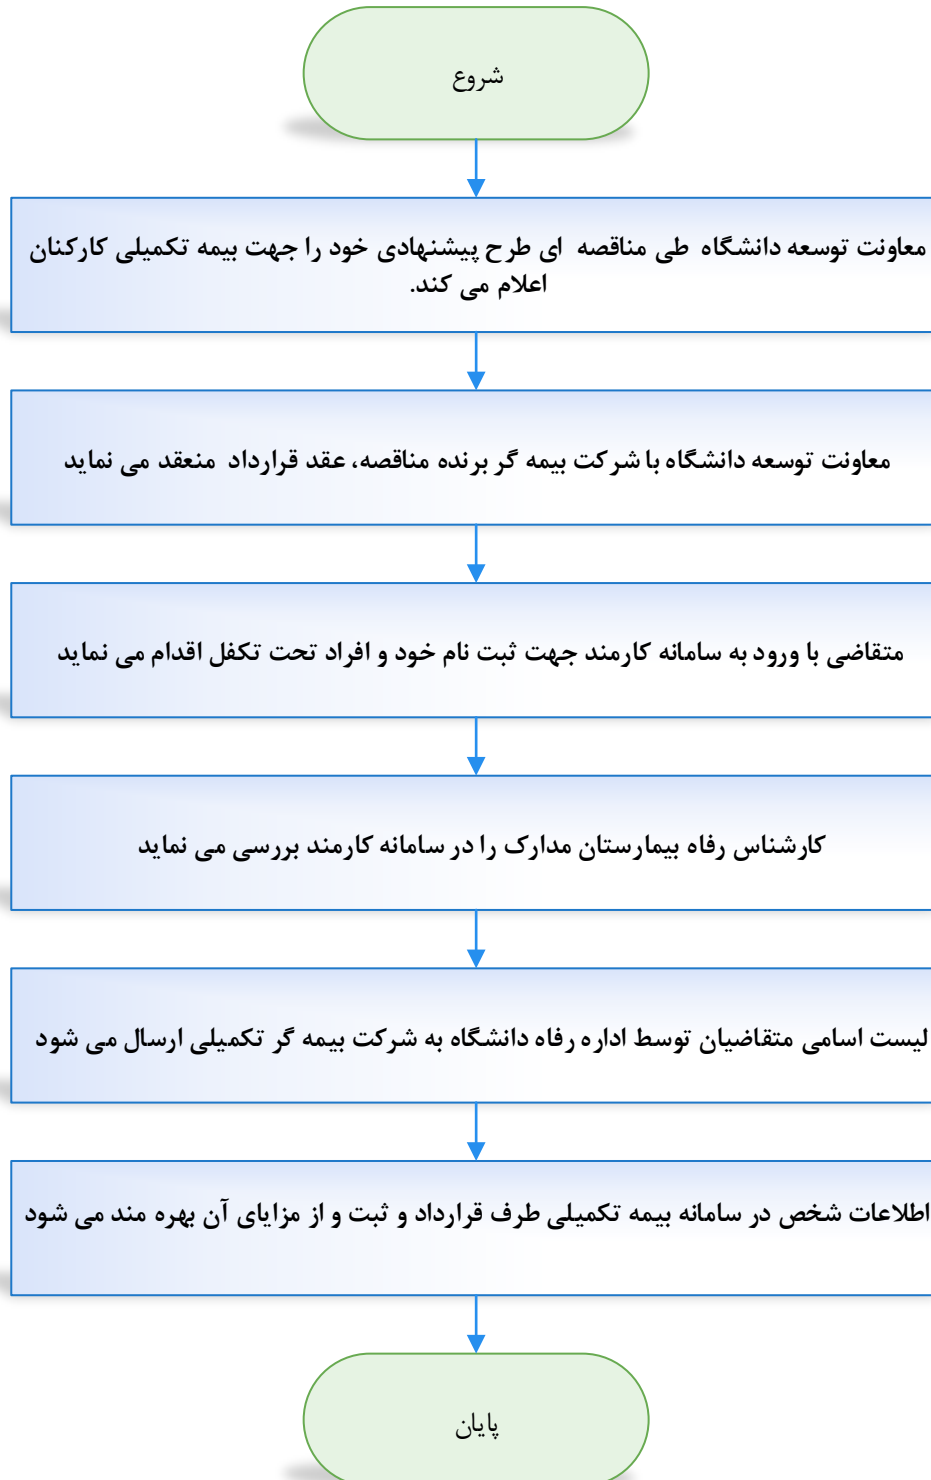 شروع
معاونت توسعه دانشگاه طی مناقصه ای طرح پیشنهادی خود را جهت بیمه تکمیلی کارکنان
اعلام می کند.
معاونت توسعه دانشگاه با شرکت بیمه گر برنده مناقصه، عقد قرارداد منعقد می نماید
متقاضی با ورود به سامانه کارمند جهت ثبت نام خود و افراد تحت تکفل اقدام می نماید
کارشناس رفاه بیمارستان مدارک را در سامانه کارمند بررسی می نماید
لیست اسامی متقاضیان توسط اداره رفاه دانشگاه به شرکت بیمه گر تکمیلی ارسال می شود
اطلاعات شخص در سامانه بیمه تکمیلی طرف قرارداد و ثبت و از مزایای آن بهره مند می شود
پایان